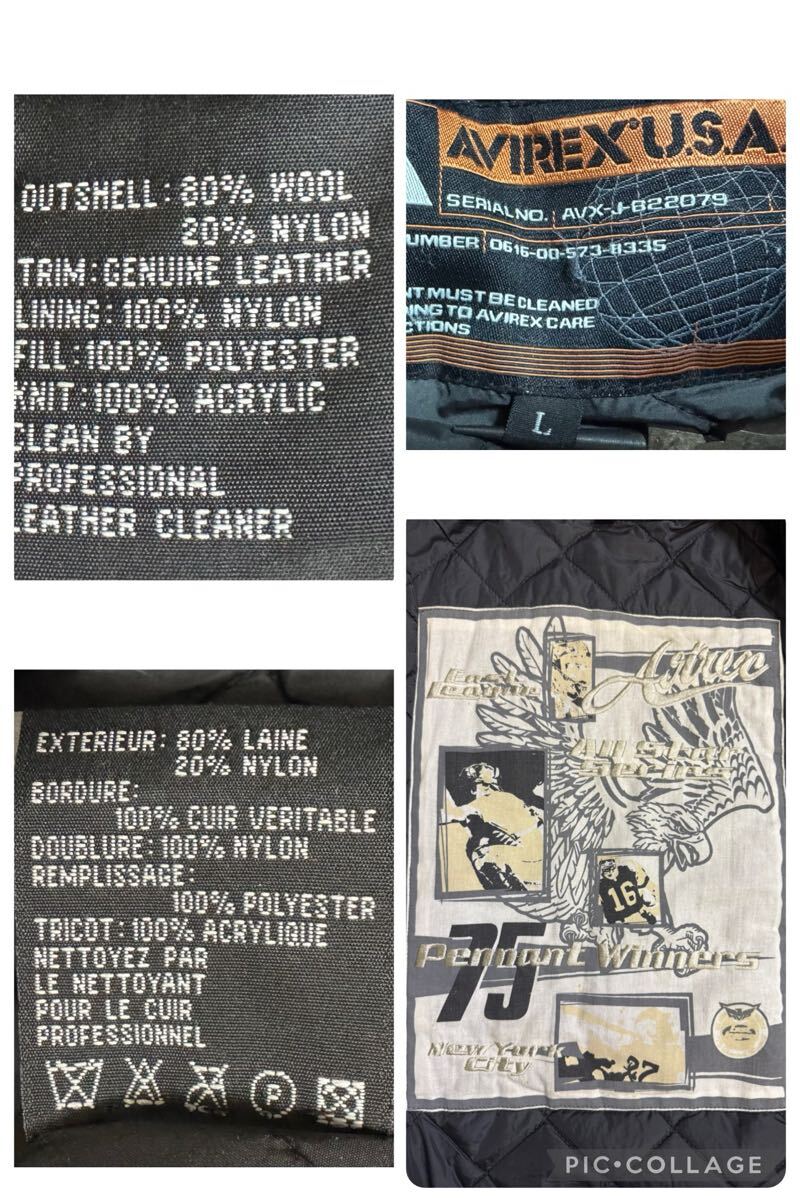 OUTSHELL: 80% WOOL
20% NYLON
TRIM: GENUINE LEATHER
LINING: 100% NYLON
FILL: 100% POLYESTER
KNIT: 100% ACRYLIC
CLEAN BY
PROFESSIONAL
LEATHER CLEANER
AVIREX® U.S.A.
SERIAL NO. AVX-J-B22079
UMBER 0616-00-573-8335
NT MUST BE CLEANED
ING TO AVIREX CARE
CTIONS
L
EXTERIEUR: 80% LAINE
20% NYLON
BORDURE:
100% CUIR VERITABLE
DOUBLURE: 100% NYLON
REMPLISSAGE:
100% POLYESTER
TRICOT: 100% ACRYLIQUE
NETTOYEZ PAR
LE NETTOYANT
POUR LE CUIR
PROFESSIONNEL
P
East
League
Avirex
All Star
Series
16
75
Pennant Winners
New York
City
PIC•COLLAGE